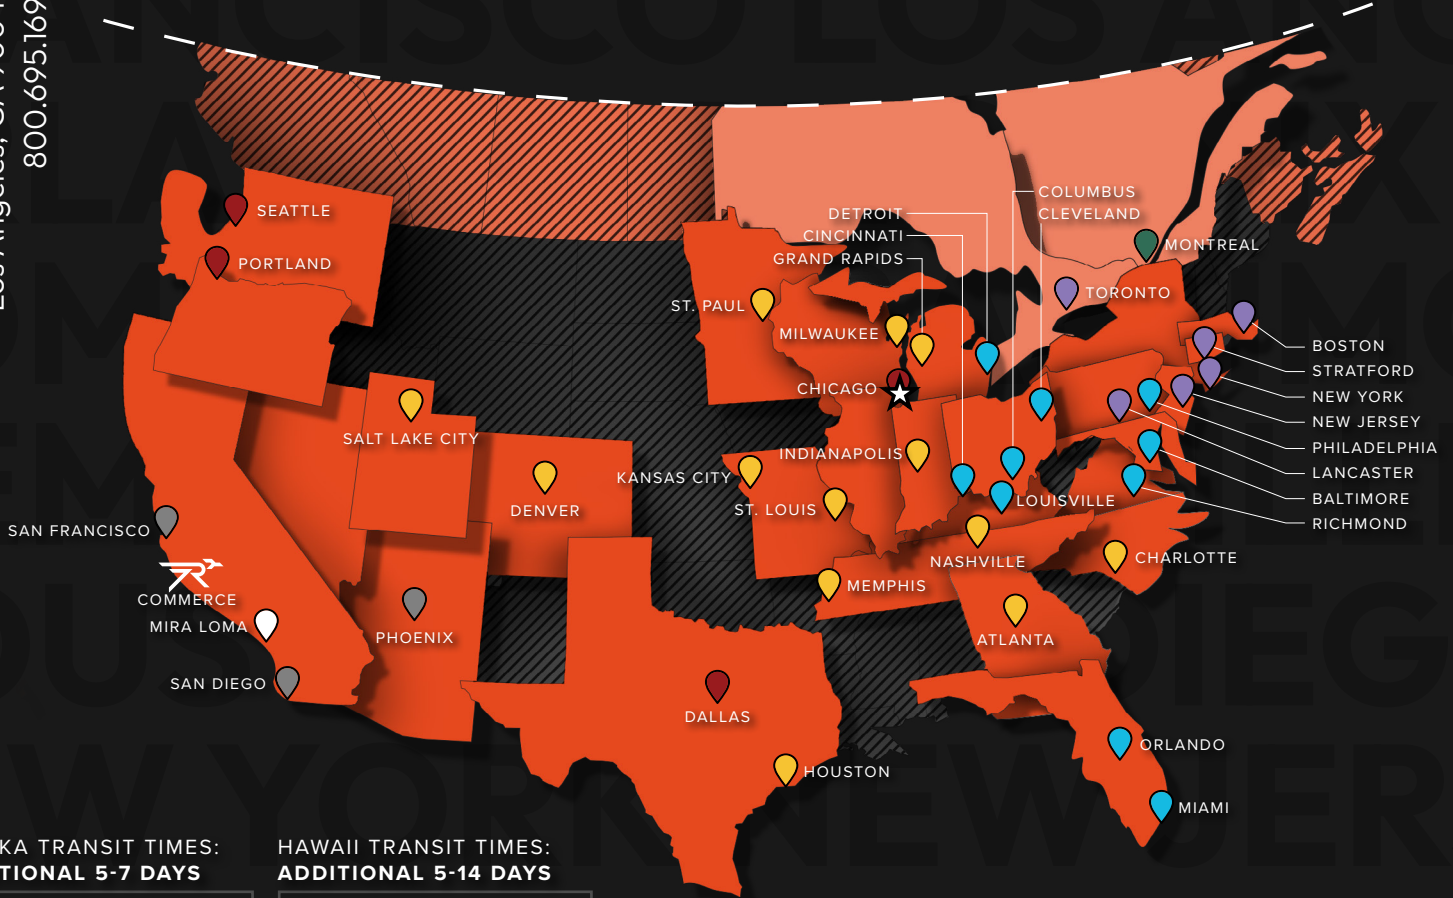 800.695.169
SEATTLE
PORTLAND
COLUMBUS
CLEVELAND
DETROIT
CINCINNATI
GRAND RAPIDS
MONTREAL
TORONTO
ST. PAUL
MILWAUKEE
CHICAGO
BOSTON
STRATFORD
NEW YORK
NEW JERSEY
PHILADELPHIA
LANCASTER
BALTIMORE
RICHMOND
SALT LAKE CITY
DENVER
KANSAS CITY
INDIANAPOLIS
ST. LOUIS
LOUISVILLE
SAN FRANCISCO
NASHVILLE
CHARLOTTE
MEMPHIS
COMMERCE
MIRA LOMA
PHOENIX
ATLANTA
SAN DIEGO
DALLAS
HOUSTON
ORLANDO
MIAMI
KA TRANSIT TIMES:
TIONAL 5-7 DAYS
HAWAII TRANSIT TIMES:
ADDITIONAL 5-14 DAYS